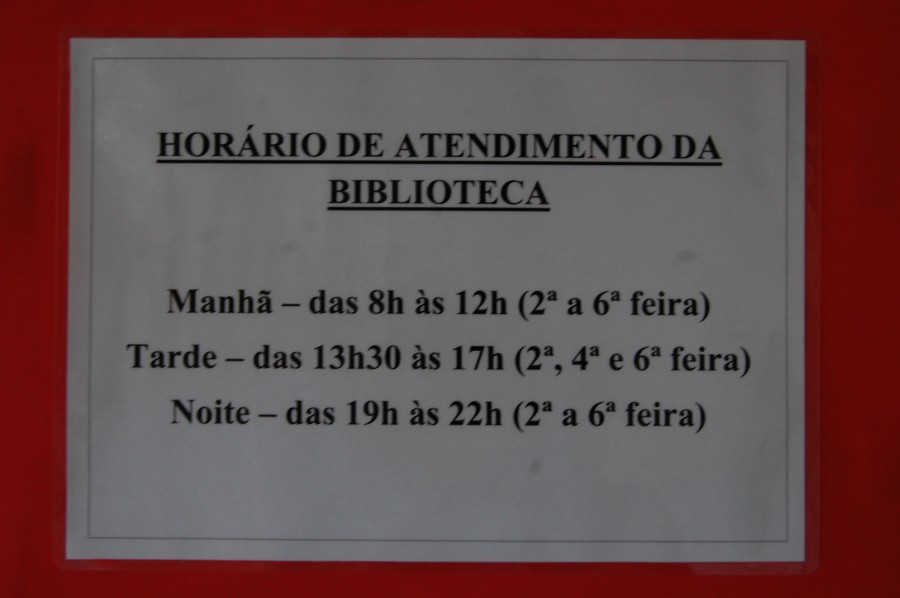 HORÁRIO DE ATENDIMENTO DA
BIBLIOTECA
Manhã – das 8h às 12h (2ª a 6ª feira)
Tarde – das 13h30 às 17h (2ª, 4ª e 6ª feira)
Noite – das 19h às 22h (2ª a 6ª feira)